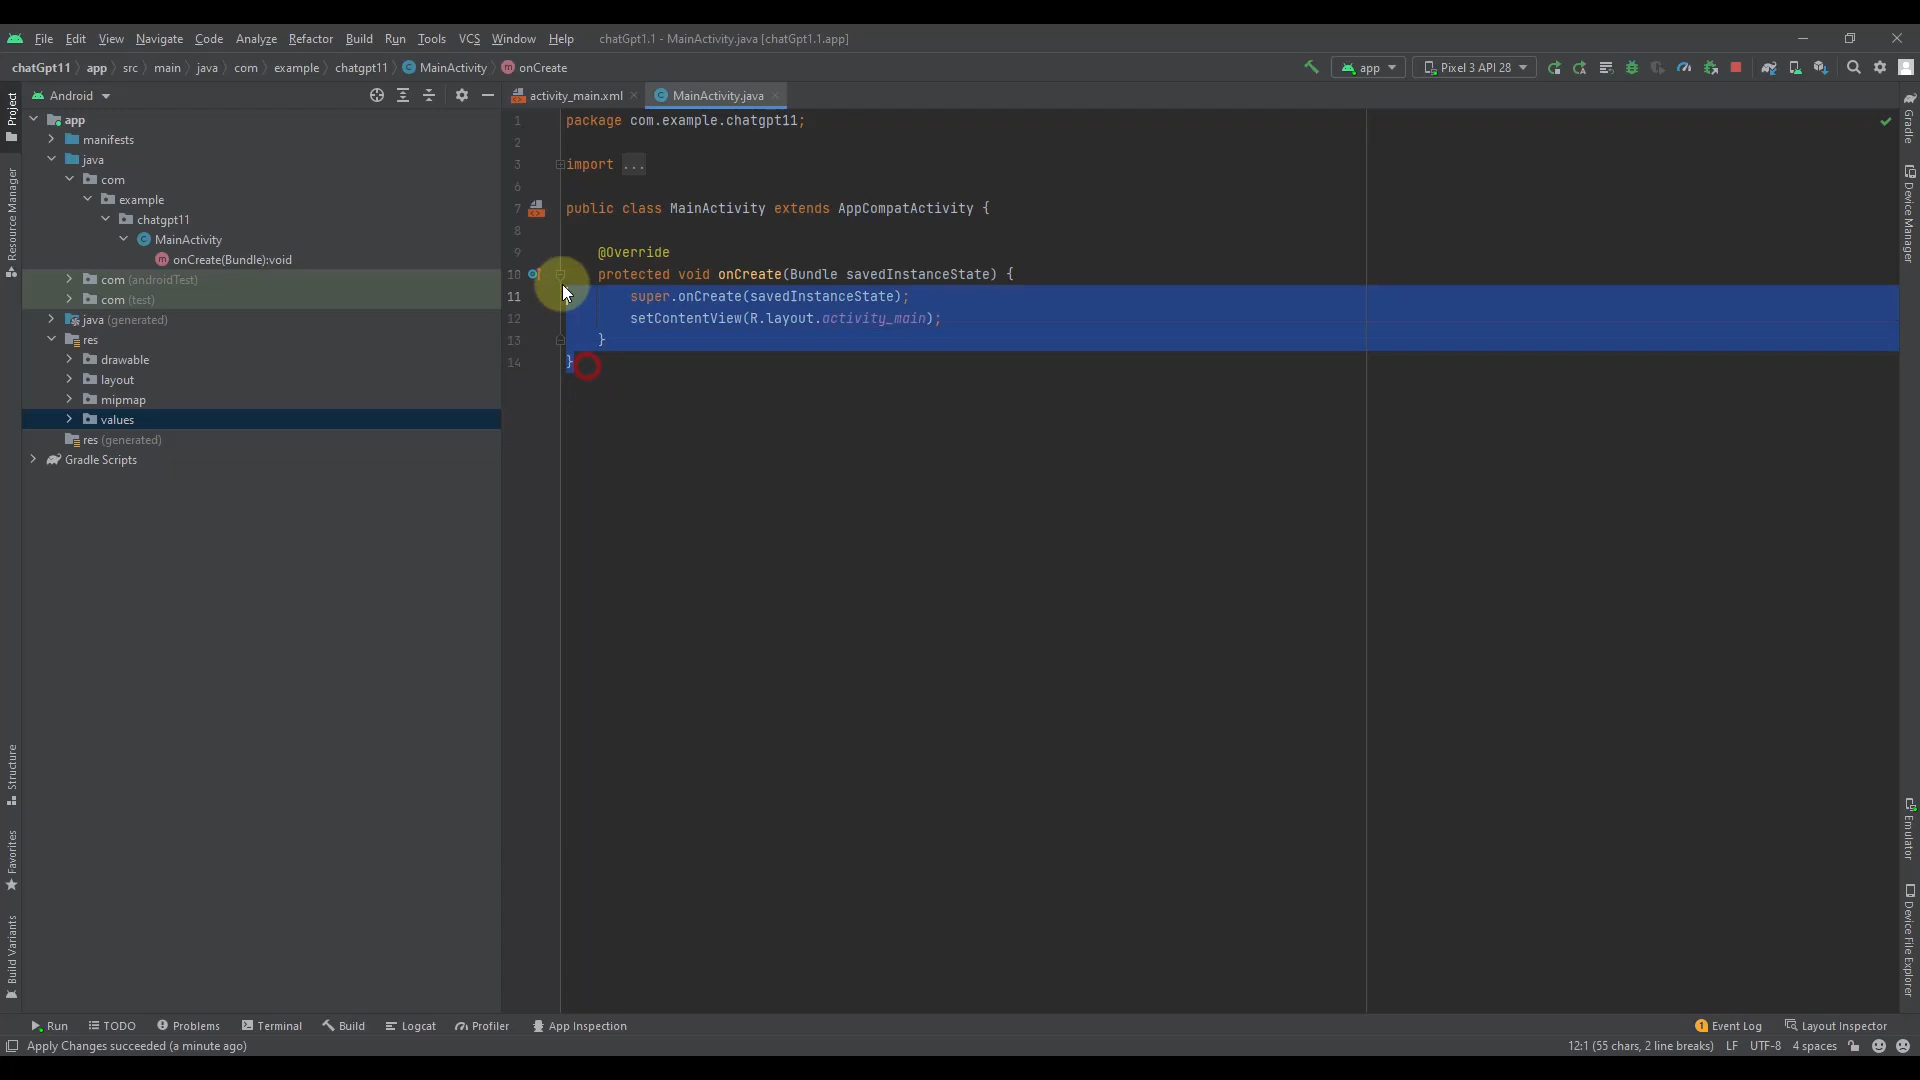 File Edit View Navigate Code Analyze Refactor Build Run Tools VCS Window Help chatGpt1.1 - MainActivity.java [chatGpt1.1.app]
chatGpt11 app src main java com example chatgpt11 MainActivity onCreate app Pixel 3 API 28
Project
Resource Manager
Structure
Favorites
Build Variants
Android
app
manifests
java
com
example
chatgpt11
MainActivity
onCreate(Bundle):void
com (androidTest)
com (test)
java (generated)
res
drawable
layout
mipmap
values
res (generated)
Gradle Scripts
activity_main.xml MainActivity.java
1 package com.example.chatgpt11;
2
3 import ...
6
7 public class MainActivity extends AppCompatActivity {
8
9 @Override
10 protected void onCreate(Bundle savedInstanceState) {
11 super.onCreate(savedInstanceState);
12 setContentView(R.layout.activity_main);
13 }
14 }
Gradle
Device Manager
Emulator
Device File Explorer
Run TODO Problems Terminal Build Logcat Profiler App Inspection 1 Event Log Layout Inspector
Apply Changes succeeded (a minute ago) 12:1 (55 chars, 2 line breaks) LF UTF-8 4 spaces